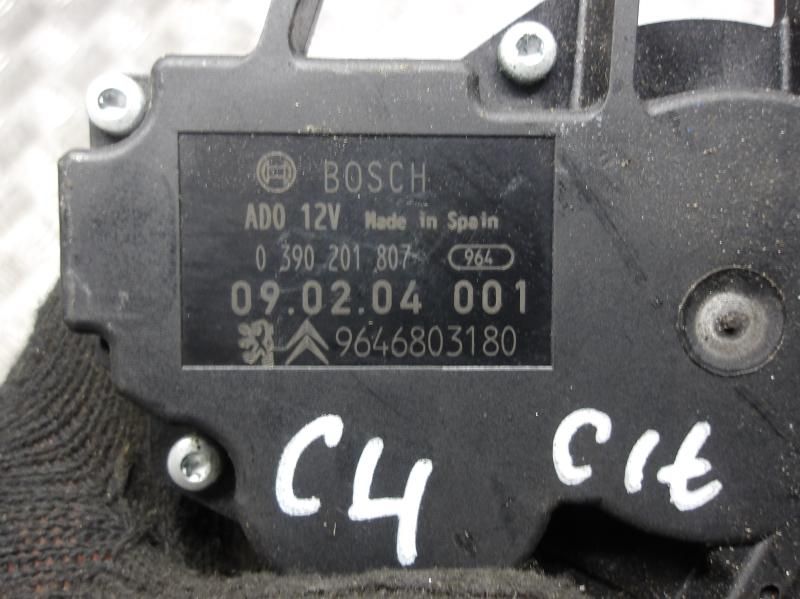 BOSCH
ADO 12V Made in Spain
0 390 201 807 964
09.02.04 001
9646803180
C4 Cit